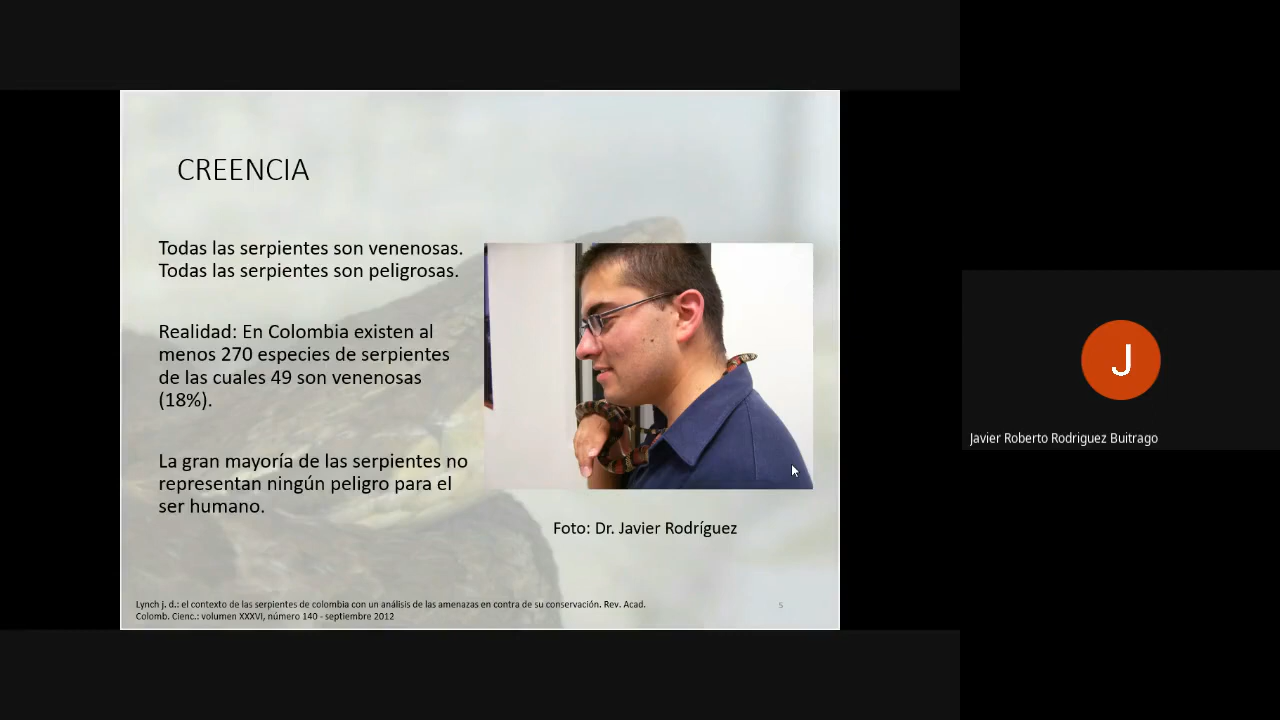 CREENCIA
Todas las serpientes son venenosas.
Todas las serpientes son peligrosas.
Realidad: En Colombia existen al
menos 270 especies de serpientes
de las cuales 49 son venenosas
(18%).
La gran mayoría de las serpientes no
representan ningún peligro para el
ser humano.
Foto: Dr. Javier Rodríguez
Lynch j. d.: el contexto de las serpientes de colombia con un análisis de las amenazas en contra de su conservación. Rev. Acad.
Colomb. Cienc.: volumen XXXVI, número 140 - septiembre 2012
5
J
Javier Roberto Rodriguez Buitrago